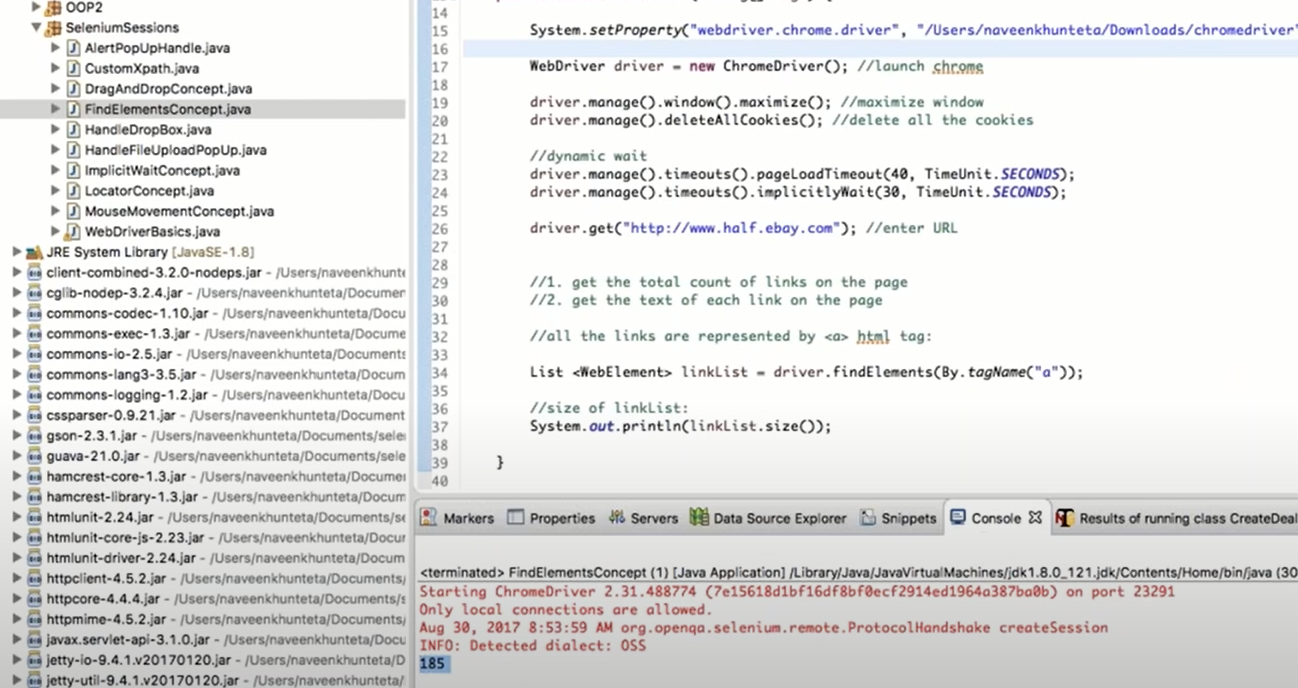 OOP2
SeleniumSessions
AlertPopUpHandle.java
CustomXpath.java
DragAndDropConcept.java
FindElementsConcept.java
HandleDropBox.java
HandleFileUploadPopUp.java
ImplicitWaitConcept.java
LocatorConcept.java
MouseMovementConcept.java
WebDriverBasics.java
JRE System Library [JavaSE-1.8]
client-combined-3.2.0-nodeps.jar - /Users/naveenkhunte
cglib-nodep-3.2.4.jar - /Users/naveenkhunteta/Documer
commons-codec-1.10.jar - /Users/naveenkhunteta/Docu
commons-exec-1.3.jar - /Users/naveenkhunteta/Docume
commons-io-2.5.jar - /Users/naveenkhunteta/Documents
commons-lang3-3.5.jar - /Users/naveenkhunteta/Docum
commons-logging-1.2.jar - /Users/naveenkhunteta/Docu
cssparser-0.9.21.jar - /Users/naveenkhunteta/Document
gson-2.3.1.jar - /Users/naveenkhunteta/Documents/sele
guava-21.0.jar - /Users/naveenkhunteta/Documents/sele
hamcrest-core-1.3.jar - /Users/naveenkhunteta/Documer
hamcrest-library-1.3.jar - /Users/naveenkhunteta/Docum
htmlunit-2.24.jar - /Users/naveenkhunteta/Documents/se
htmlunit-core-js-2.23.jar - /Users/naveenkhunteta/Docum
htmlunit-driver-2.24.jar - /Users/naveenkhunteta/Docum
httpclient-4.5.2.jar - /Users/naveenkhunteta/Documents
httpcore-4.4.4.jar - /Users/naveenkhunteta/Documents/s
httpmime-4.5.2.jar - /Users/naveenkhunteta/Documents/
javax.servlet-api-3.1.0.jar - /Users/naveenkhunteta/Docu
jetty-io-9.4.1.v20170120.jar - /Users/naveenkhunteta/D
jetty-util-9.4.1.v20170120.jar - /Users/naveenkhunteta/D
14
15 System.setProperty("webdriver.chrome.driver", "/Users/naveenkhunteta/Downloads/chromedriver"
16
17 WebDriver driver = new ChromeDriver(); //launch chrome
18
19 driver.manage().window().maximize(); //maximize window
20 driver.manage().deleteAllCookies(); //delete all the cookies
21
22 //dynamic wait
23 driver.manage().timeouts().pageLoadTimeout(40, TimeUnit.SECONDS);
24 driver.manage().timeouts().implicitlyWait(30, TimeUnit.SECONDS);
25
26 driver.get("http://www.half.ebay.com"); //enter URL
27
28
29 //1. get the total count of links on the page
30 //2. get the text of each link on the page
31
32 //all the links are represented by <a> html tag:
33
34 List <WebElement> linkList = driver.findElements(By.tagName("a"));
35
36 //size of linkList:
37 System.out.println(linkList.size());
38
39 }
40
Markers Properties Servers Data Source Explorer Snippets Console Results of running class CreateDeal
<terminated> FindElementsConcept (1) [Java Application] /Library/Java/JavaVirtualMachines/jdk1.8.0_121.jdk/Contents/Home/bin/java (30
Starting ChromeDriver 2.31.488774 (7e15618d1bf16df8bf0ecf2914ed1964a387ba0b) on port 23291
Only local connections are allowed.
Aug 30, 2017 8:53:59 AM org.openqa.selenium.remote.ProtocolHandshake createSession
INFO: Detected dialect: OSS
185